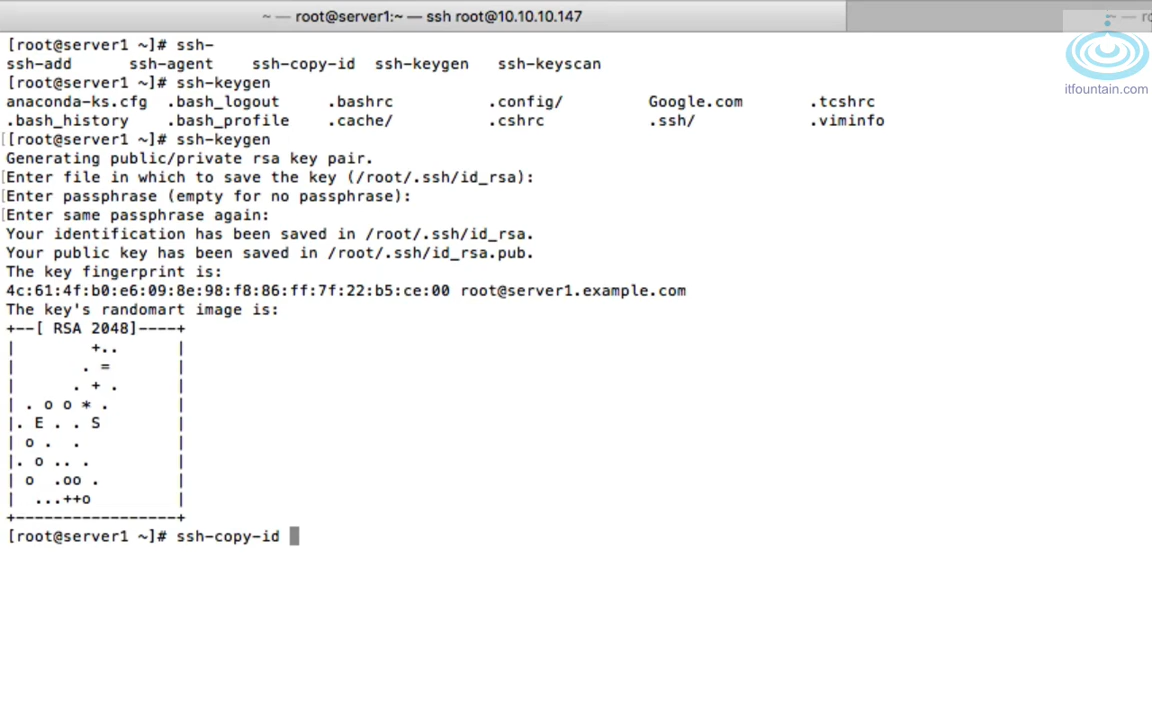 ~ — root@server1:~ — ssh root@10.10.10.147
~ — ro
itfountain.com
[root@server1 ~]# ssh-
ssh-add      ssh-agent    ssh-copy-id  ssh-keygen   ssh-keyscan
[root@server1 ~]# ssh-keygen
anaconda-ks.cfg  .bash_logout     .bashrc          .config/         Google.com       .tcshrc
.bash_history    .bash_profile    .cache/          .cshrc           .ssh/            .viminfo
[[root@server1 ~]# ssh-keygen
Generating public/private rsa key pair.
[Enter file in which to save the key (/root/.ssh/id_rsa):
[Enter passphrase (empty for no passphrase):
[Enter same passphrase again:
Your identification has been saved in /root/.ssh/id_rsa.
Your public key has been saved in /root/.ssh/id_rsa.pub.
The key fingerprint is:
4c:61:4f:b0:e6:09:8e:98:f8:86:ff:7f:22:b5:ce:00 root@server1.example.com
The key's randomart image is:
+--[ RSA 2048]----+
|        +..      |
|       . =       |
|      . + .      |
| . o o * .       |
|. E . . S        |
| o .  .          |
|. o .. .         |
| o  .oo .        |
|  ...++o         |
+-----------------+
[root@server1 ~]# ssh-copy-id